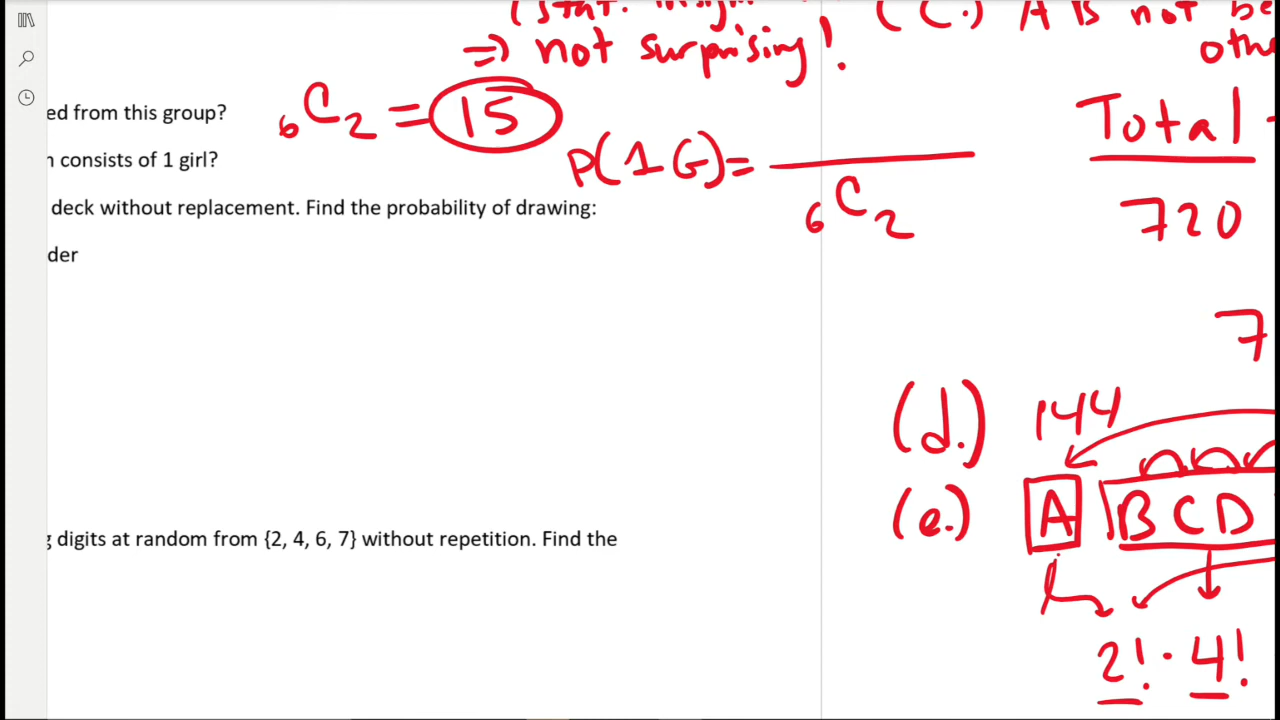 => not surprising!
(C.) A is not be
ed from this group?
₆C₂ = 15
Total
n consists of 1 girl?
P(1G)=
₆C₂
deck without replacement. Find the probability of drawing:
720
der
7
(d.) 144
(e.) A BCD
digits at random from {2, 4, 6, 7} without repetition. Find the
2! · 4!